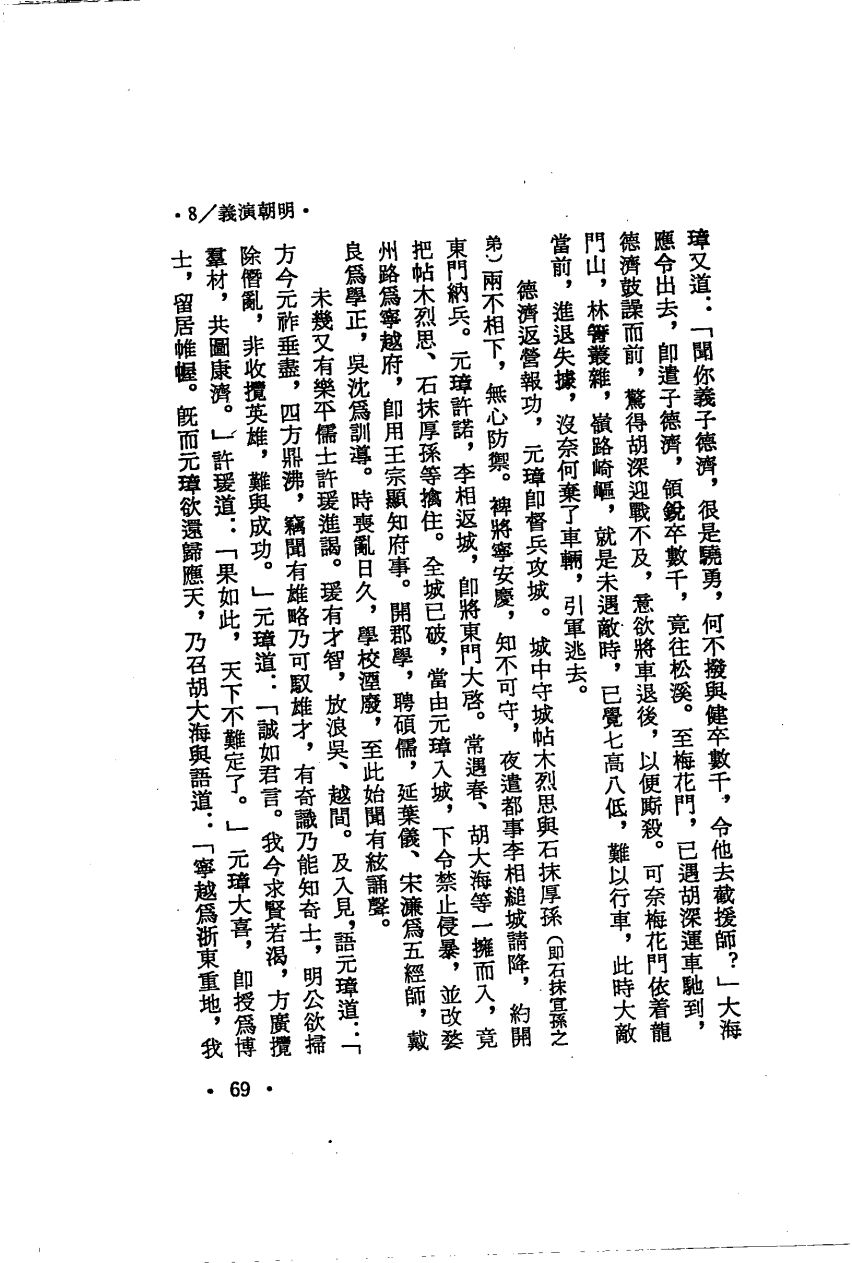 •8／義演朝明•
璋又道：「聞你義子德濟，很是驍勇，何不撥與健卒數千，令他去截援師？」大海
應令出去，卽遣子德濟，領銳卒數千，竟往松溪。至梅花門，已遇胡深運車馳到，
德濟鼓譟而前，驚得胡深迎戰不及，意欲將車退後，以便廝殺。可奈梅花門依着龍
門山，林箐叢雜，嶺路崎嶇，就是未遇敵時，已覺七高八低，難以行車，此時大敵
當前，進退失據，沒奈何棄了車輛，引軍逃去。
德濟返營報功，元璋卽督兵攻城。城中守城帖木烈思與石抹厚孫（卽石抹宜孫之
弟）兩不相下，無心防禦。裨將寧安慶，知不可守，夜遣都事李相縋城請降，約開
東門納兵。元璋許諾，李相返城，卽將東門大啓。常遇春、胡大海等一擁而入，竟
把帖木烈思、石抹厚孫等擒住。全城已破，當由元璋入城，下令禁止侵暴，並改婺
州路爲寧越府，卽用王宗顯知府事。開郡學，聘碩儒，延葉儀、宋濂爲五經師，戴
良爲學正，吳沈爲訓導。時喪亂日久，學校湮廢，至此始聞有絃誦聲。
未幾又有樂平儒士許瑗進謁。瑗有才智，放浪吳、越間。及入見，語元璋道：「
方今元祚垂盡，四方鼎沸，竊聞有雄略乃可馭雄才，有奇識乃能知奇士，明公欲掃
除僭亂，非收攬英雄，難與成功。」元璋道：「誠如君言。我今求賢若渴，方廣攬
羣材，共圖康濟。」許瑗道：「果如此，天下不難定了。」元璋大喜，卽授爲博
士，留居帷幄。旣而元璋欲還歸應天，乃召胡大海與語道：「寧越爲浙東重地，我
•69•